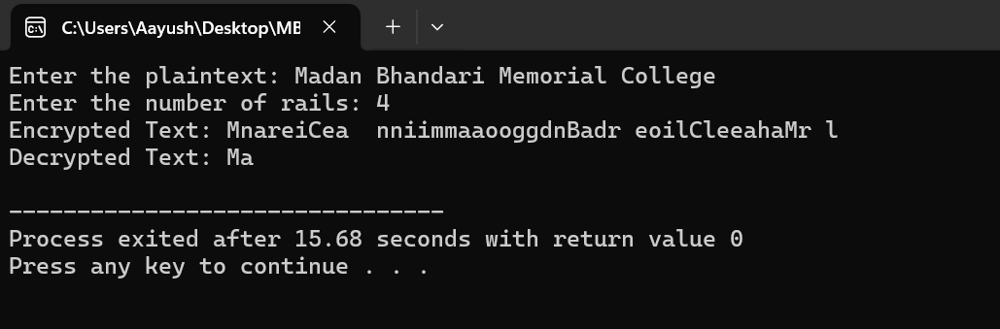 C:\Users\Aayush\Desktop\MB
Enter the plaintext: Madan Bhandari Memorial College
Enter the number of rails: 4
Encrypted Text: MnareiCea  nniimmaaooggdnBadr eoilCleeahaMr l
Decrypted Text: Ma
--------------------------------
Process exited after 15.68 seconds with return value 0
Press any key to continue . . .